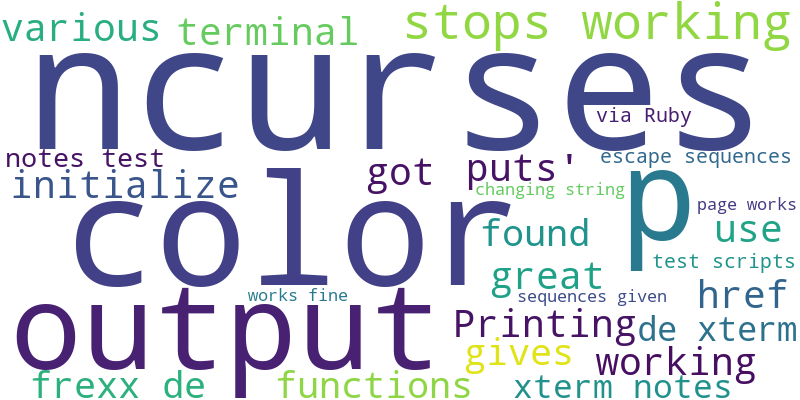 various terminal stops working
ncurses
via Ruby
notes test got puts' escape sequences
initialize changing string p page works
color found use
great test scripts
output works fine sequences given href
Printing de xterm
gives working
frexx de functions xterm notes